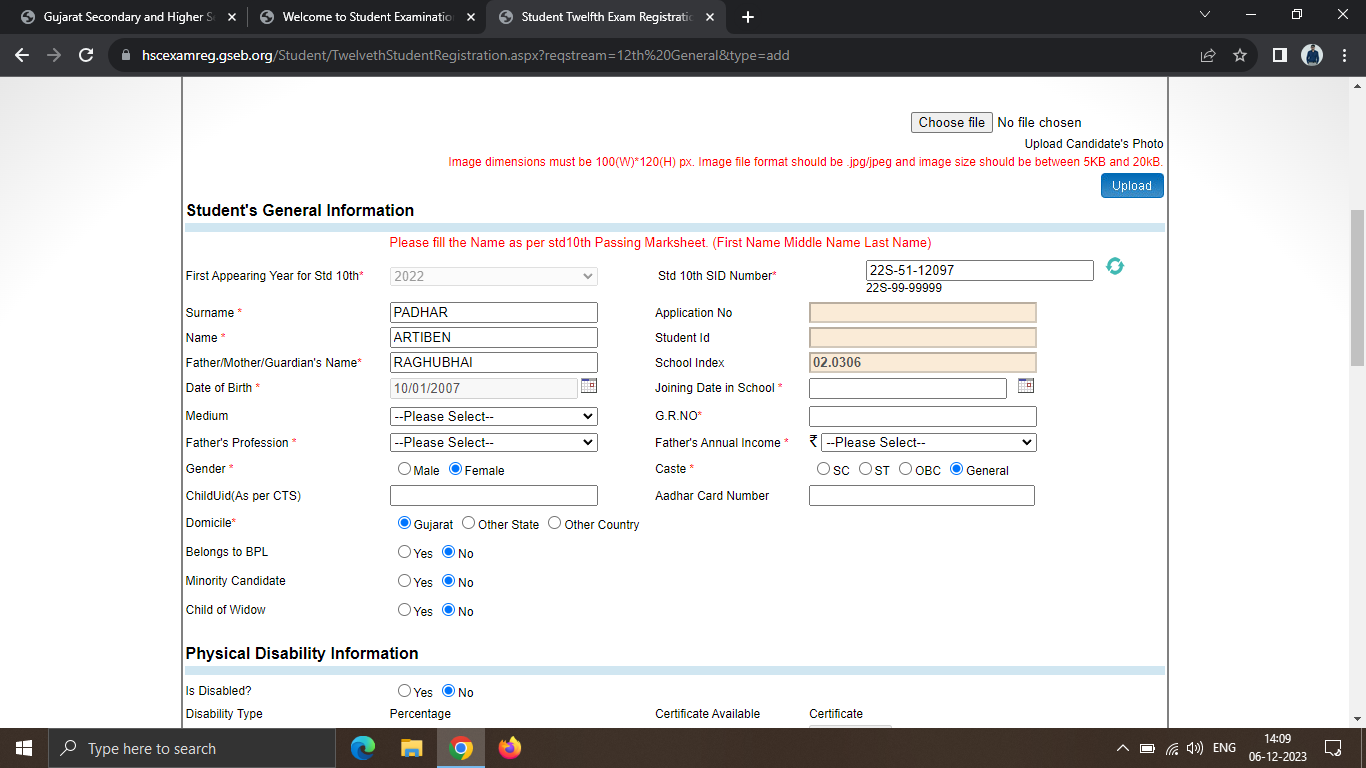 Gujarat Secondary and Higher S
Welcome to Student Examinatio
Student Twelfth Exam Registratio
hscexamreg.gseb.org/Student/TwelvethStudentRegistration.aspx?reqstream=12th%20General&type=add
Choose file No file chosen
Upload Candidate's Photo
Image dimensions must be 100(W)*120(H) px. Image file format should be .jpg/jpeg and image size should be between 5KB and 20kB.
Upload
Student's General Information
Please fill the Name as per std10th Passing Marksheet. (First Name Middle Name Last Name)
First Appearing Year for Std 10th* 2022 Std 10th SID Number* 22S-51-12097
22S-99-99999
Surname * PADHAR Application No
Name * ARTIBEN Student Id
Father/Mother/Guardian's Name* RAGHUBHAI School Index 02.0306
Date of Birth * 10/01/2007 Joining Date in School *
Medium --Please Select-- G.R.NO*
Father's Profession * --Please Select-- Father's Annual Income * ₹ --Please Select--
Gender * Male Female Caste * SC ST OBC General
ChildUid(As per CTS) Aadhar Card Number
Domicile* Gujarat Other State Other Country
Belongs to BPL Yes No
Minority Candidate Yes No
Child of Widow Yes No
Physical Disability Information
Is Disabled? Yes No
Disability Type Percentage Certificate Available Certificate
Type here to search
ENG
14:09
06-12-2023